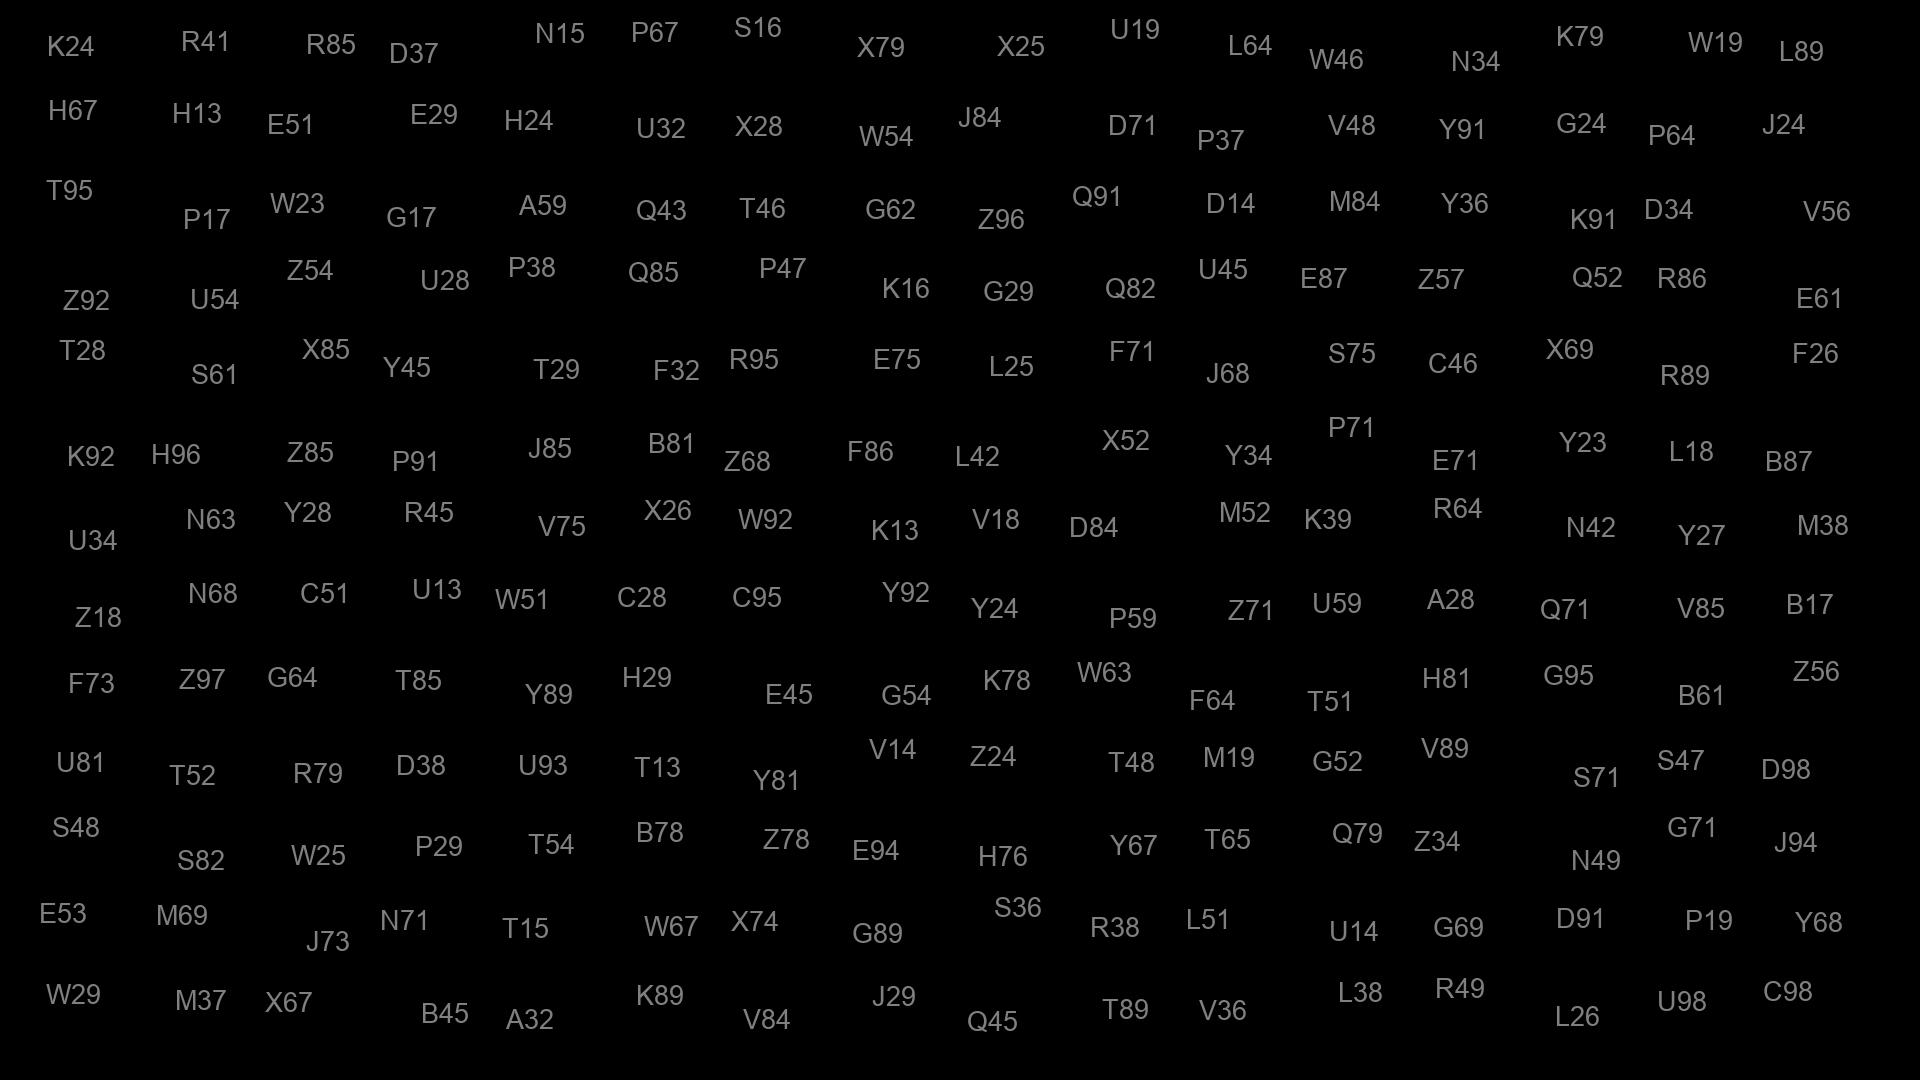 K24 R41 R85 D37 N15 P67 S16 X79 X25 U19 L64 W46 N34 K79 W19 L89
H67 H13 E51 E29 H24 U32 X28 W54 J84 D71 P37 V48 Y91 G24 P64 J24
T95 P17 W23 G17 A59 Q43 T46 G62 Z96 Q91 D14 M84 Y36 K91 D34 V56
Z92 U54 Z54 U28 P38 Q85 P47 K16 G29 Q82 U45 E87 Z57 Q52 R86 E61
T28 S61 X85 Y45 T29 F32 R95 E75 L25 F71 J68 S75 C46 X69 R89 F26
K92 H96 Z85 P91 J85 B81 Z68 F86 L42 X52 Y34 P71 E71 Y23 L18 B87
U34 N63 Y28 R45 V75 X26 W92 K13 V18 D84 M52 K39 R64 N42 Y27 M38
Z18 N68 C51 U13 W51 C28 C95 Y92 Y24 P59 Z71 U59 A28 Q71 V85 B17
F73 Z97 G64 T85 Y89 H29 E45 G54 K78 W63 F64 T51 H81 G95 B61 Z56
U81 T52 R79 D38 U93 T13 Y81 V14 Z24 T48 M19 G52 V89 S71 S47 D98
S48 S82 W25 P29 T54 B78 Z78 E94 H76 Y67 T65 Q79 Z34 N49 G71 J94
E53 M69 J73 N71 T15 W67 X74 G89 S36 R38 L51 U14 G69 D91 P19 Y68
W29 M37 X67 B45 A32 K89 V84 J29 Q45 T89 V36 L38 R49 L26 U98 C98